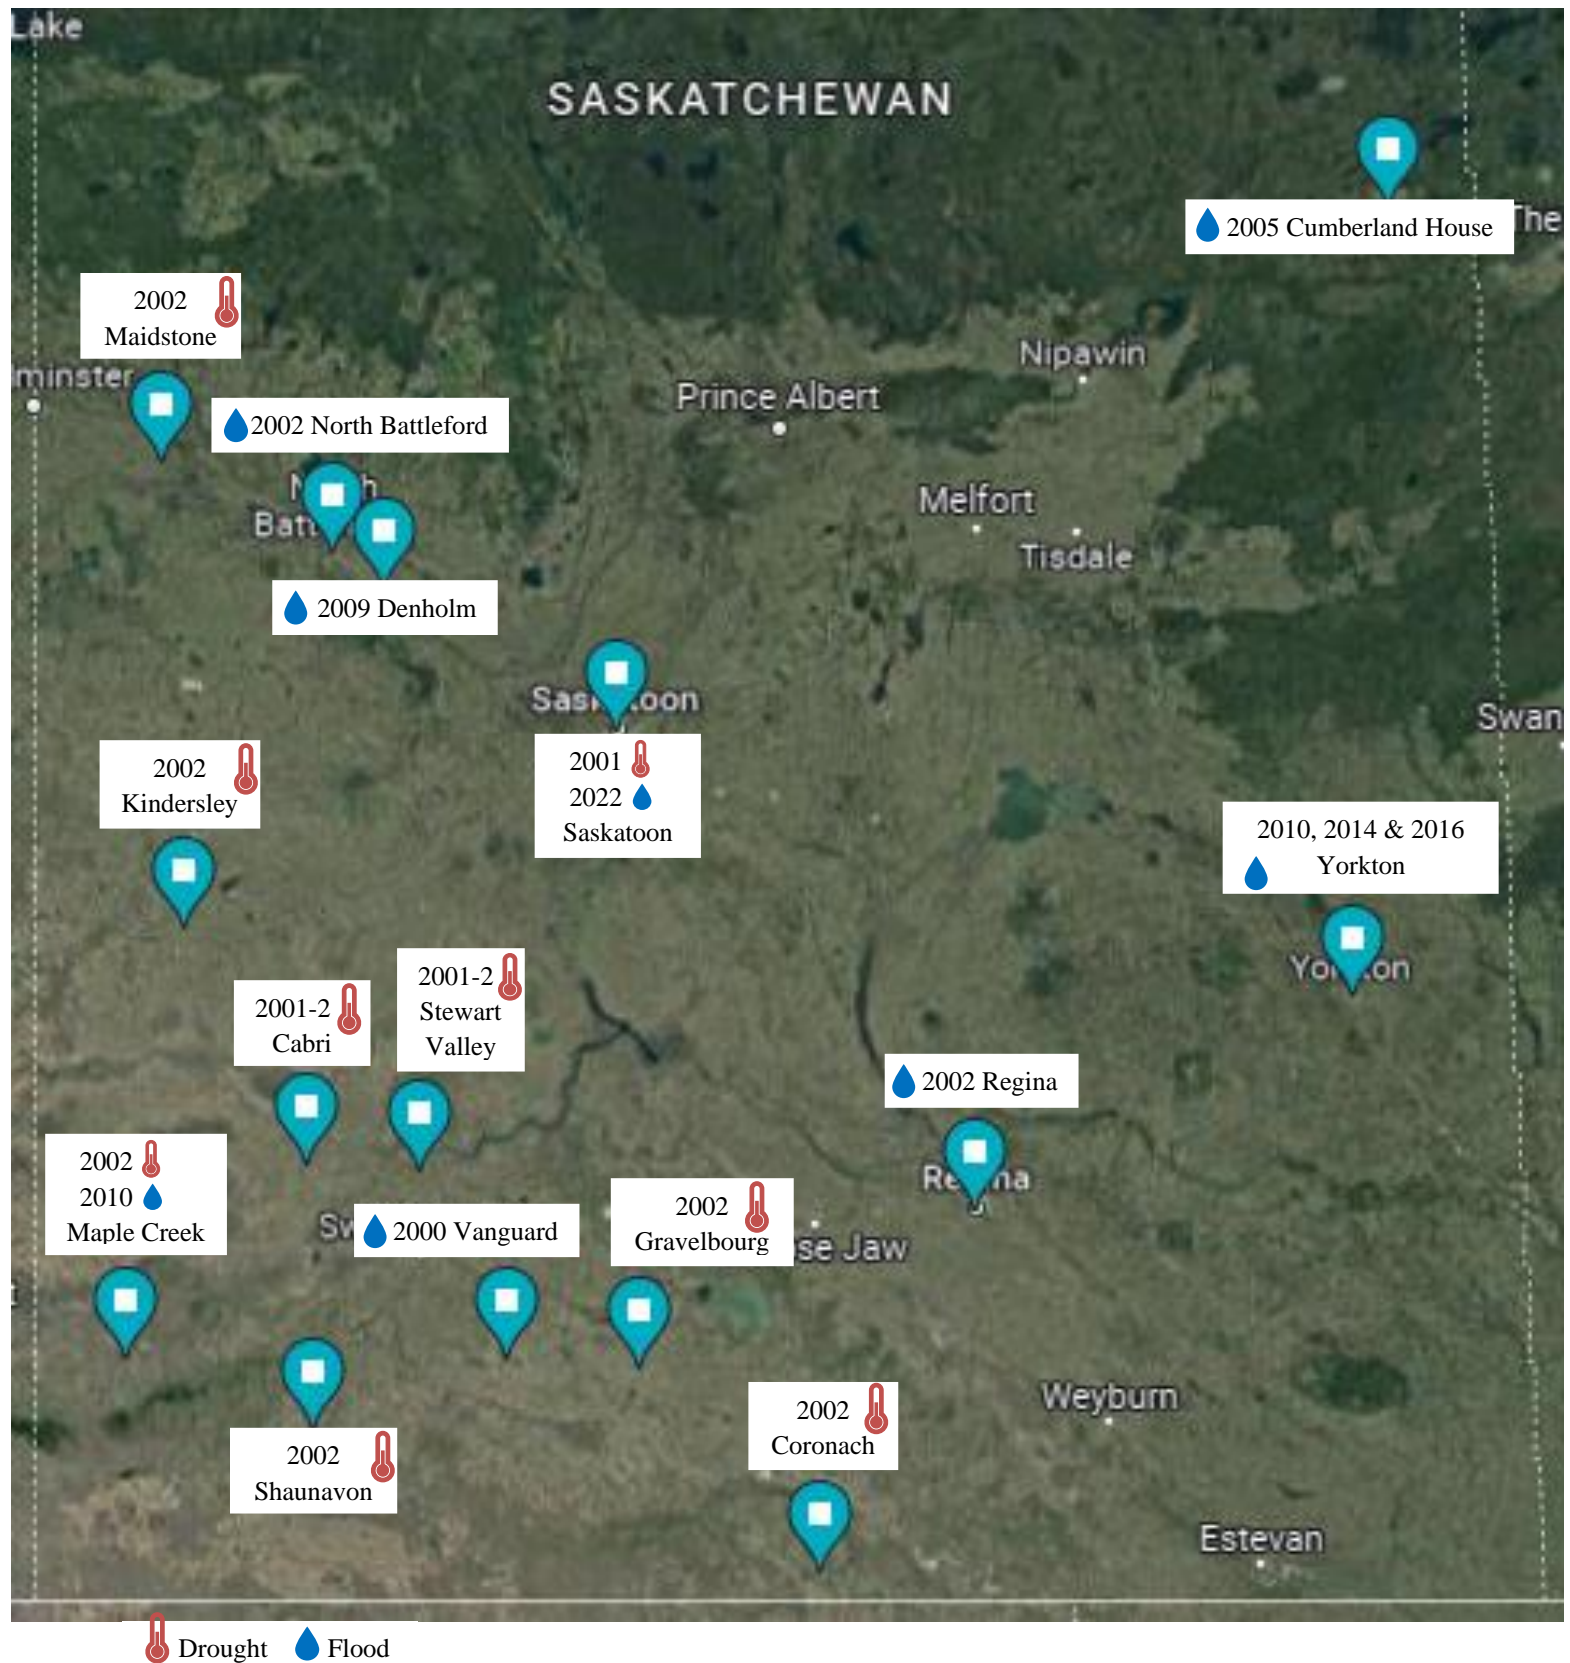 Lake
SASKATCHEWAN
The
2005 Cumberland House
2002
Maidstone
minster
Nipawin
Prince Albert
2002 North Battleford
Melfort
Tisdale
2009 Denholm
Swan
2001
2022
Saskatoon
2002
Kindersley
2010, 2014 & 2016
Yorkton
2001-2
Stewart
Valley
2001-2
Cabri
2002 Regina
2002
2010
Maple Creek
2000 Vanguard
2002
Gravelbourg
se Jaw
Weyburn
2002
Coronach
2002
Shaunavon
Estevan
Drought
Flood